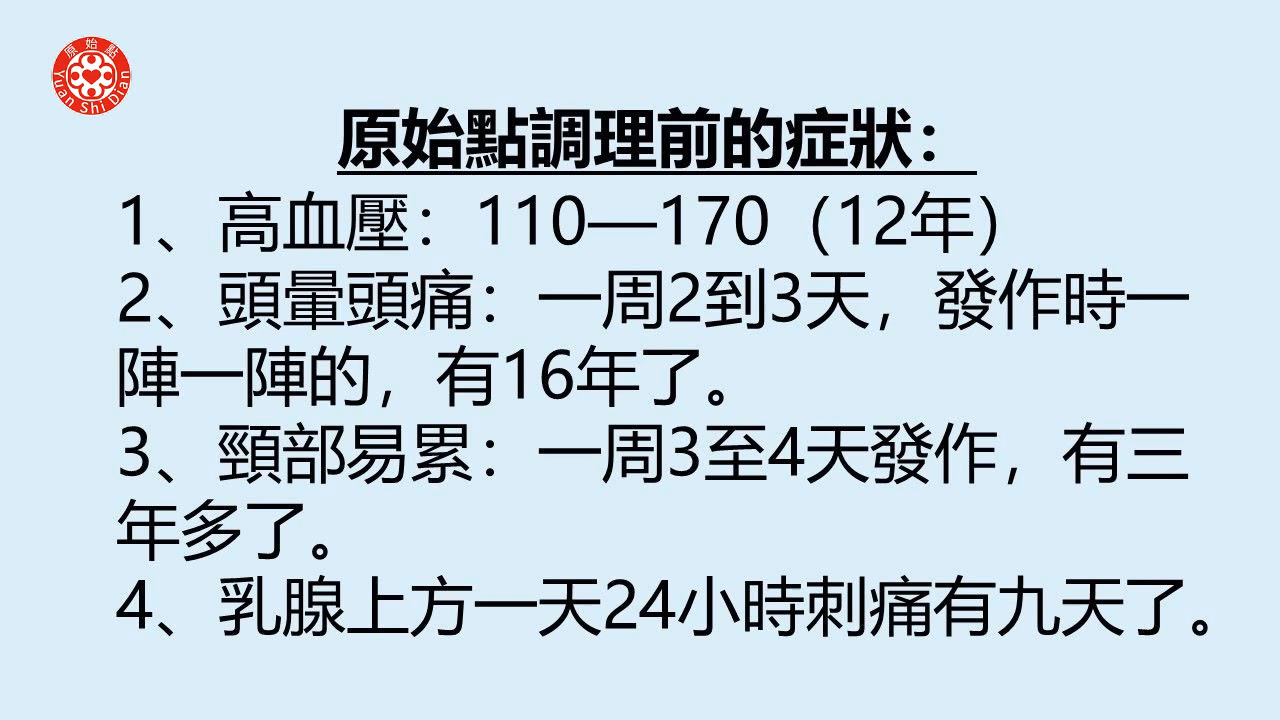 原始點
Yuan Shi Dian
原始點調理前的症狀：
1、高血壓：110—170（12年）
2、頭暈頭痛：一周2到3天，發作時一
陣一陣的，有16年了。
3、頸部易累：一周3至4天發作，有三
年多了。
4、乳腺上方一天24小時刺痛有九天了。